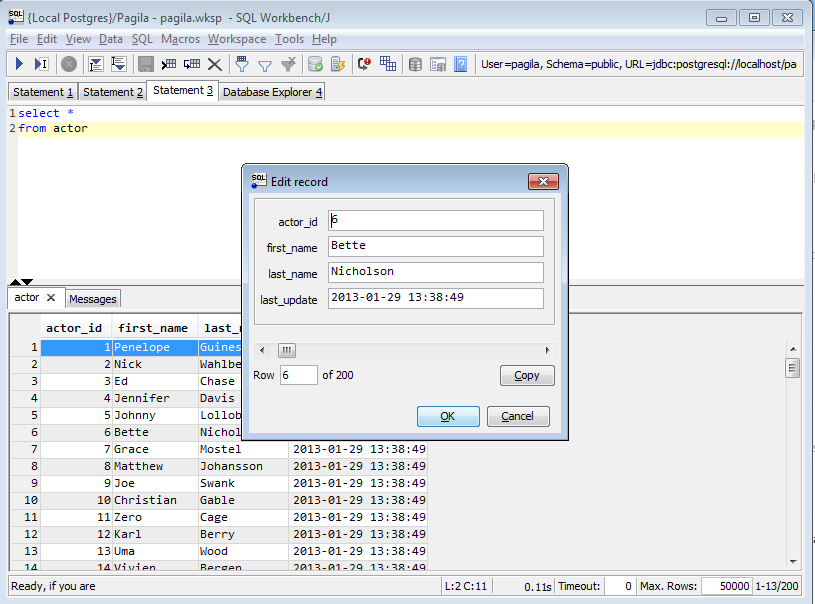 {Local Postgres}/Pagila - pagila.wksp - SQL Workbench/J
File Edit View Data SQL Macros Workspace Tools Help
User=pagila, Schema=public, URL=jdbc:postgresql://localhost/pa
Statement 1 Statement 2 Statement 3 Database Explorer 4
1 select *
2 from actor
SQL Edit record
actor_id 6
first_name Bette
last_name Nicholson
last_update 2013-01-29 13:38:49
Row 6 of 200 Copy
OK Cancel
actor Messages
actor_id first_name last_
1 1 Penelope Guines
2 2 Nick Wahlbe
3 3 Ed Chase
4 4 Jennifer Davis
5 5 Johnny Lollob
6 6 Bette Nichol
7 7 Grace Mostel 2013-01-29 13:38:49
8 8 Matthew Johansson 2013-01-29 13:38:49
9 9 Joe Swank 2013-01-29 13:38:49
10 10 Christian Gable 2013-01-29 13:38:49
11 11 Zero Cage 2013-01-29 13:38:49
12 12 Karl Berry 2013-01-29 13:38:49
13 13 Uma Wood 2013-01-29 13:38:49
14 14 Vivien Bergen 2013-01-29 13:38:49
Ready, if you are L:2 C:11 0.11s Timeout: 0 Max. Rows: 50000 1-13/200